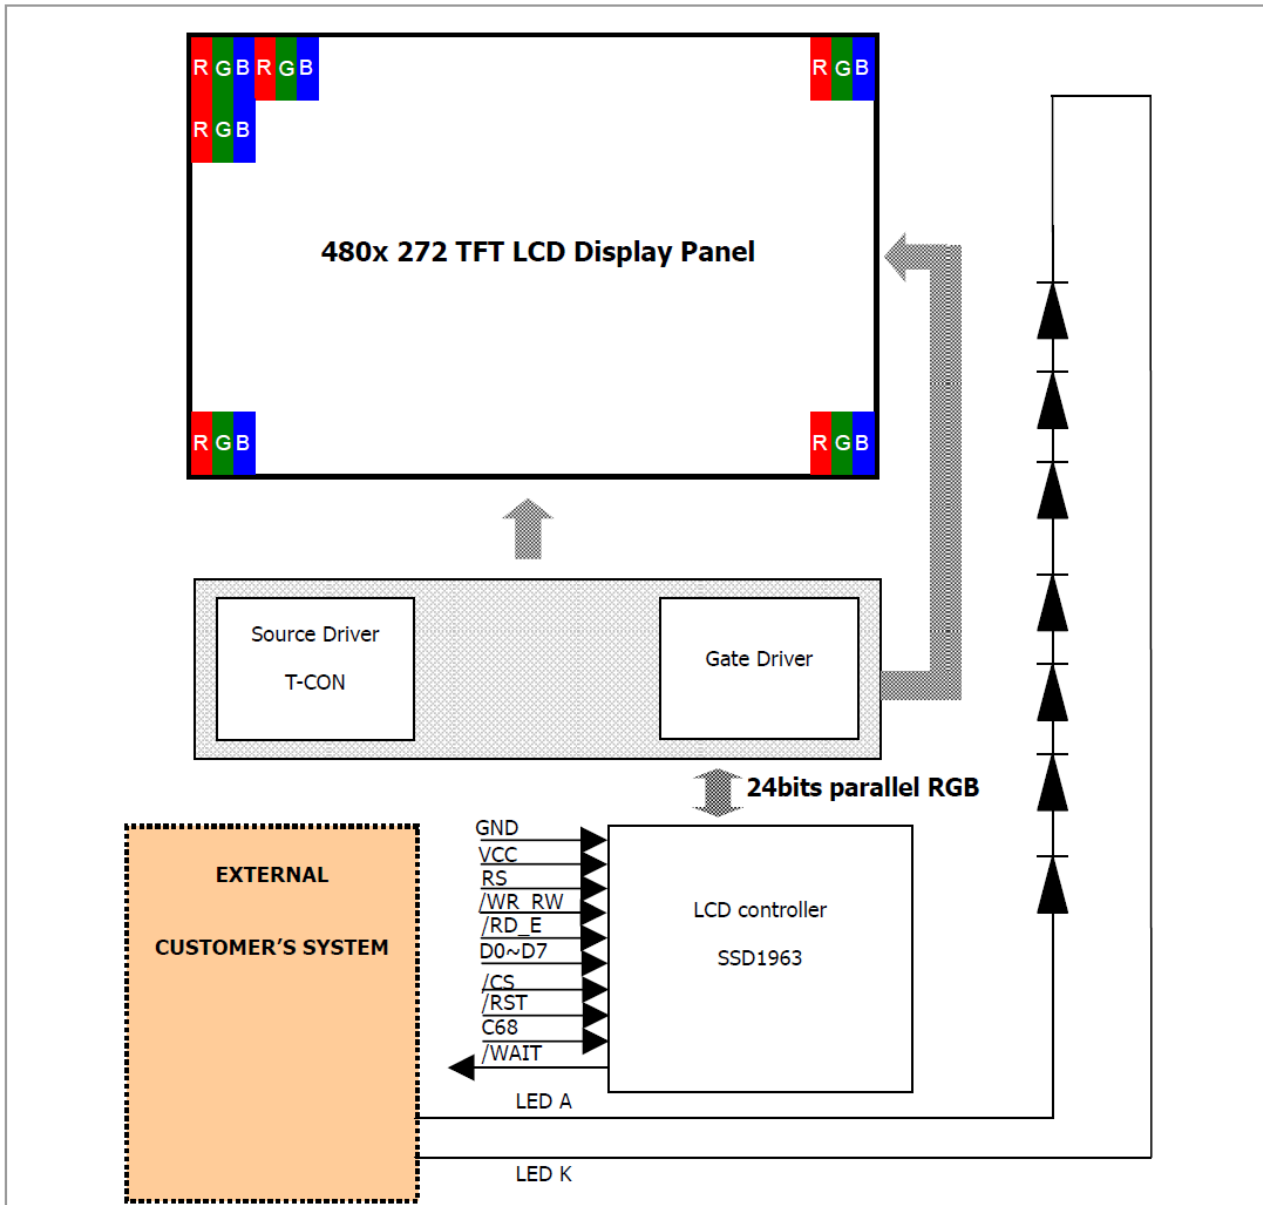 R G B R G B R G B
R G B
480x 272 TFT LCD Display Panel
R G B R G B
Source Driver
T-CON
Gate Driver
24bits parallel RGB
EXTERNAL
CUSTOMER'S SYSTEM
GND
VCC
RS
/WR_RW
/RD_E
D0~D7
/CS
/RST
C68
/WAIT
LCD controller
SSD1963
LED A
LED K